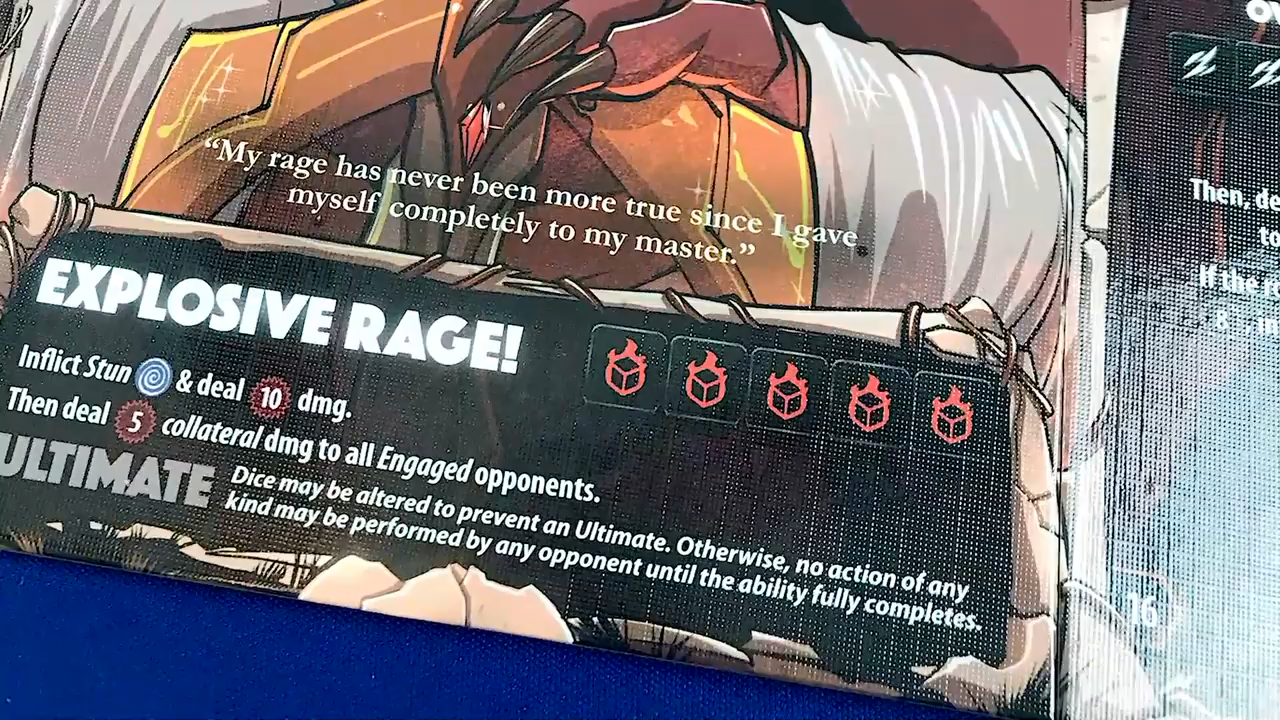 “My rage has never been more true since I gave
myself completely to my master.”
EXPLOSIVE RAGE!
Inflict Stun & deal 10 dmg.
Then deal 5 collateral dmg to all Engaged opponents.
ULTIMATE
Dice may be altered to prevent an Ultimate. Otherwise, no action of any
kind may be performed by any opponent until the ability fully completes.
Then, de
to
If the r
8
16